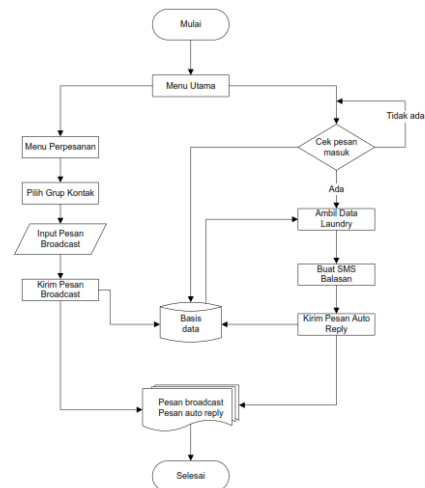 Mulai
Menu Utama
Tidak ada
Menu Perpesanan
Cek pesan
masuk
Pilih Grup Kontak
Ada
Input Pesan
Broadcast
Ambil Data
Laundry
Kirim Pesan
Broadcast
Buat SMS
Balasan
Basis
data
Kirim Pesan Auto
Reply
Pesan broadcast
Pesan auto reply
Selesai